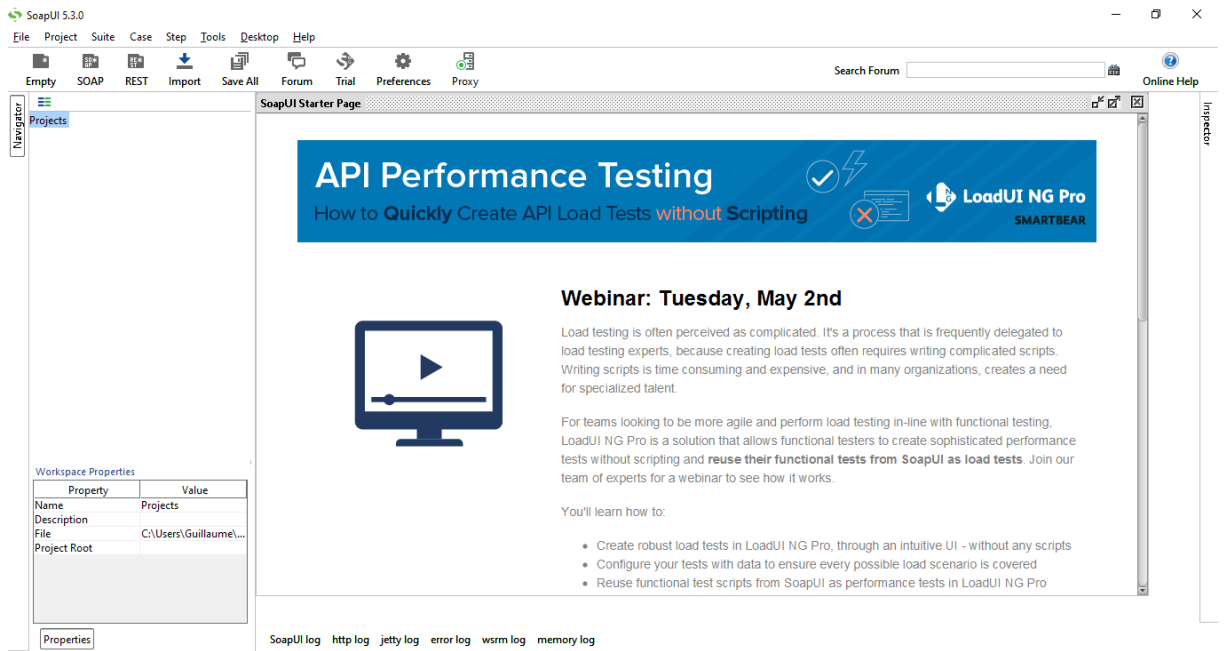 SoapUI 5.3.0
File Project Suite Case Step Tools Desktop Help
Empty SOAP REST Import Save All Forum Trial Preferences Proxy
Search Forum
Online Help
Navigator
Projects
SoapUI Starter Page
Inspector
API Performance Testing
How to Quickly Create API Load Tests without Scripting
LoadUI NG Pro
SMARTBEAR
Webinar: Tuesday, May 2nd
Load testing is often perceived as complicated. It's a process that is frequently delegated to
load testing experts, because creating load tests often requires writing complicated scripts.
Writing scripts is time consuming and expensive, and in many organizations, creates a need
for specialized talent.
For teams looking to be more agile and perform load testing in-line with functional testing,
LoadUI NG Pro is a solution that allows functional testers to create sophisticated performance
tests without scripting and reuse their functional tests from SoapUI as load tests. Join our
team of experts for a webinar to see how it works.
You'll learn how to:
• Create robust load tests in LoadUI NG Pro, through an intuitive UI - without any scripts
• Configure your tests with data to ensure every possible load scenario is covered
• Reuse functional test scripts from SoapUI as performance tests in LoadUI NG Pro
Workspace Properties
Property Value
Name Projects
Description
File C:\Users\Guillaume\...
Project Root
Properties
SoapUI log http log jetty log error log wsrm log memory log